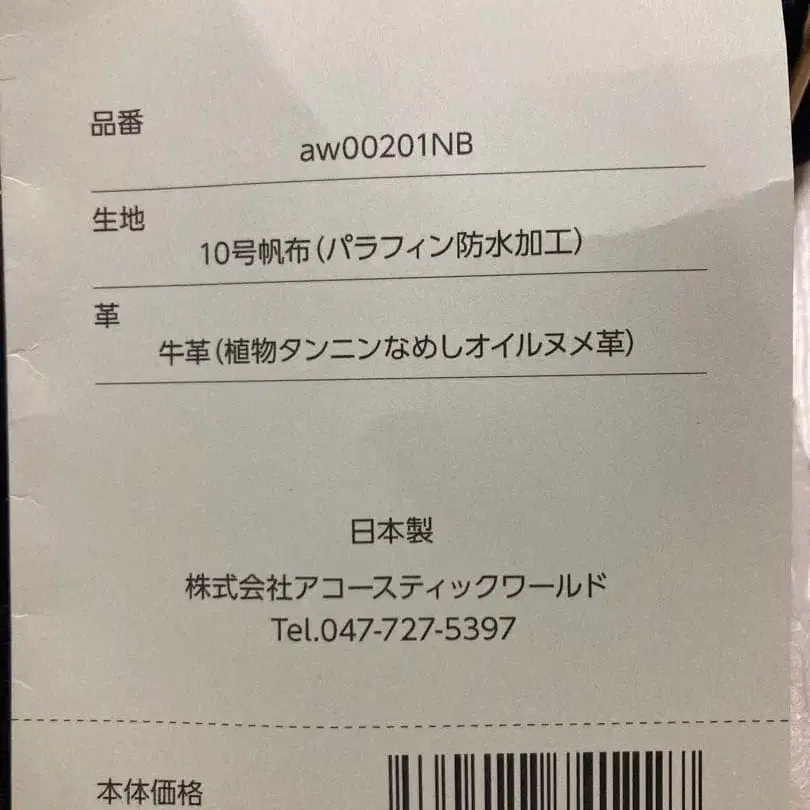 品番
aw00201NB
生地
10号帆布(パラフィン防水加工)
革
牛革(植物タンニンなめしオイルヌメ革)
日本製
株式会社アコースティックワールド
Tel.047-727-5397
本体価格